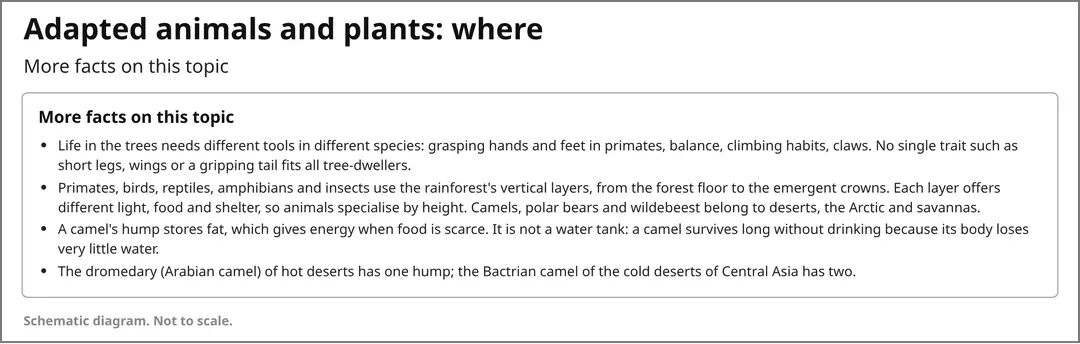 Adapted animals and plants: where
More facts on this topic
More facts on this topic
• Life in the trees needs different tools in different species: grasping hands and feet in primates, balance, climbing habits, claws. No single trait such as
short legs, wings or a gripping tail fits all tree-dwellers.
• Primates, birds, reptiles, amphibians and insects use the rainforest's vertical layers, from the forest floor to the emergent crowns. Each layer offers
different light, food and shelter, so animals specialise by height. Camels, polar bears and wildebeest belong to deserts, the Arctic and savannas.
• A camel's hump stores fat, which gives energy when food is scarce. It is not a water tank: a camel survives long without drinking because its body loses
very little water.
• The dromedary (Arabian camel) of hot deserts has one hump; the Bactrian camel of the cold deserts of Central Asia has two.
Schematic diagram. Not to scale.